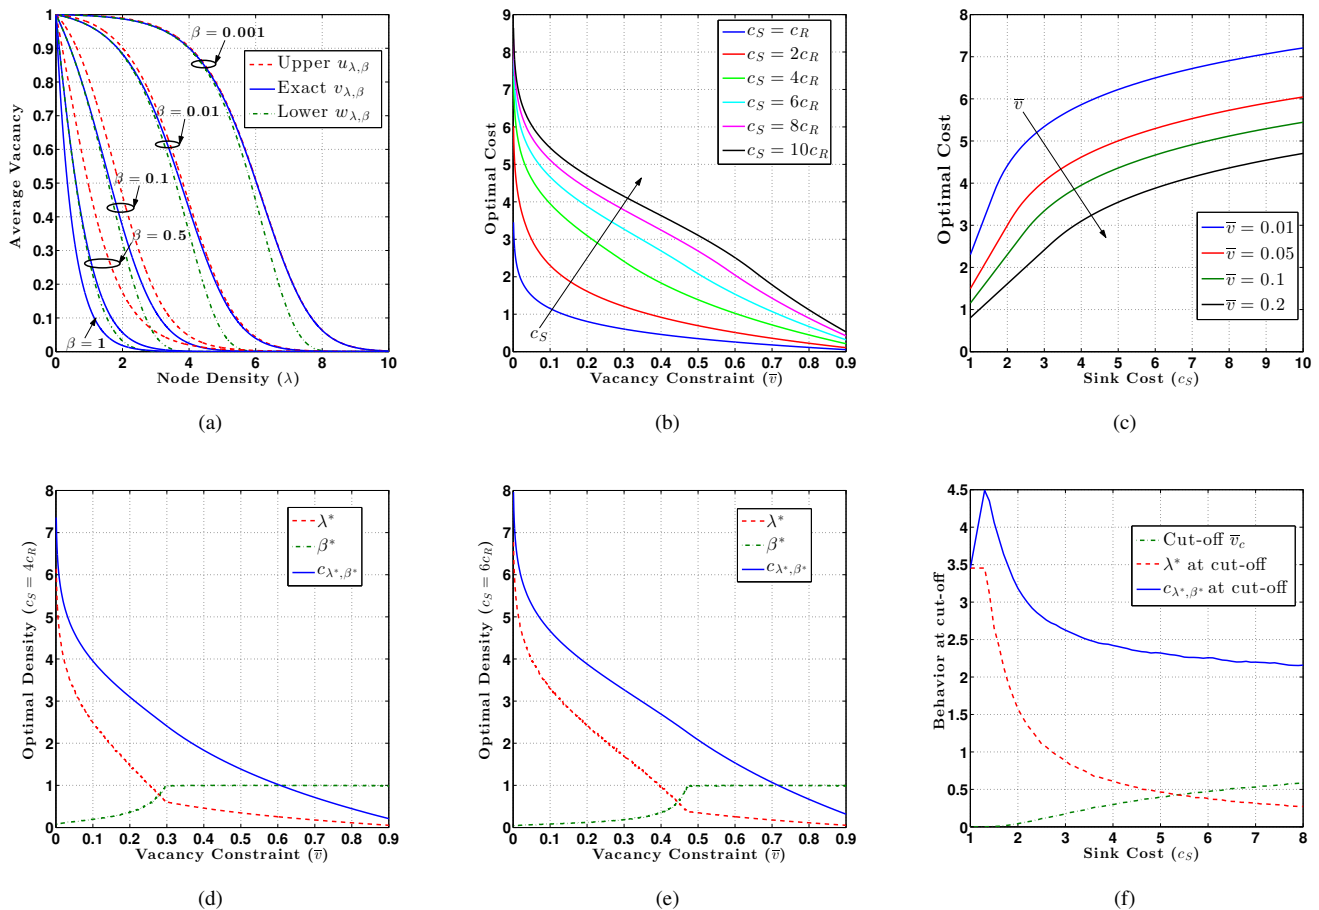 1
0.9
0.8
0.7
0.6
0.5
0.4
0.3
0.2
0.1
0
Average Vacancy
0 2 4 6 8 10
Node Density (λ)
β = 0.001
β = 0.01
β = 0.1
β = 0.5
β = 1
Upper u_{λ,β}
Exact v_{λ,β}
Lower w_{λ,β}
(a)
9
8
7
6
5
4
3
2
1
0
Optimal Cost
0 0.1 0.2 0.3 0.4 0.5 0.6 0.7 0.8 0.9
Vacancy Constraint (v̅)
c_S
c_S = c_R
c_S = 2c_R
c_S = 4c_R
c_S = 6c_R
c_S = 8c_R
c_S = 10c_R
(b)
8
7
6
5
4
3
2
1
0
Optimal Cost
1 2 3 4 5 6 7 8 9 10
Sink Cost (c_S)
v̅
v̅ = 0.01
v̅ = 0.05
v̅ = 0.1
v̅ = 0.2
(c)
8
7
6
5
4
3
2
1
0
Optimal Density (c_S = 4c_R)
0 0.1 0.2 0.3 0.4 0.5 0.6 0.7 0.8 0.9
Vacancy Constraint (v̅)
λ*
β*
c_{λ*,β*}
(d)
8
7
6
5
4
3
2
1
0
Optimal Density (c_S = 6c_R)
0 0.1 0.2 0.3 0.4 0.5 0.6 0.7 0.8 0.9
Vacancy Constraint (v̅)
λ*
β*
c_{λ*,β*}
(e)
4.5
4
3.5
3
2.5
2
1.5
1
0.5
0
Behavior at cut-off
1 2 3 4 5 6 7 8
Sink Cost (c_S)
Cut-off v̅_c
λ* at cut-off
c_{λ*,β*} at cut-off
(f)